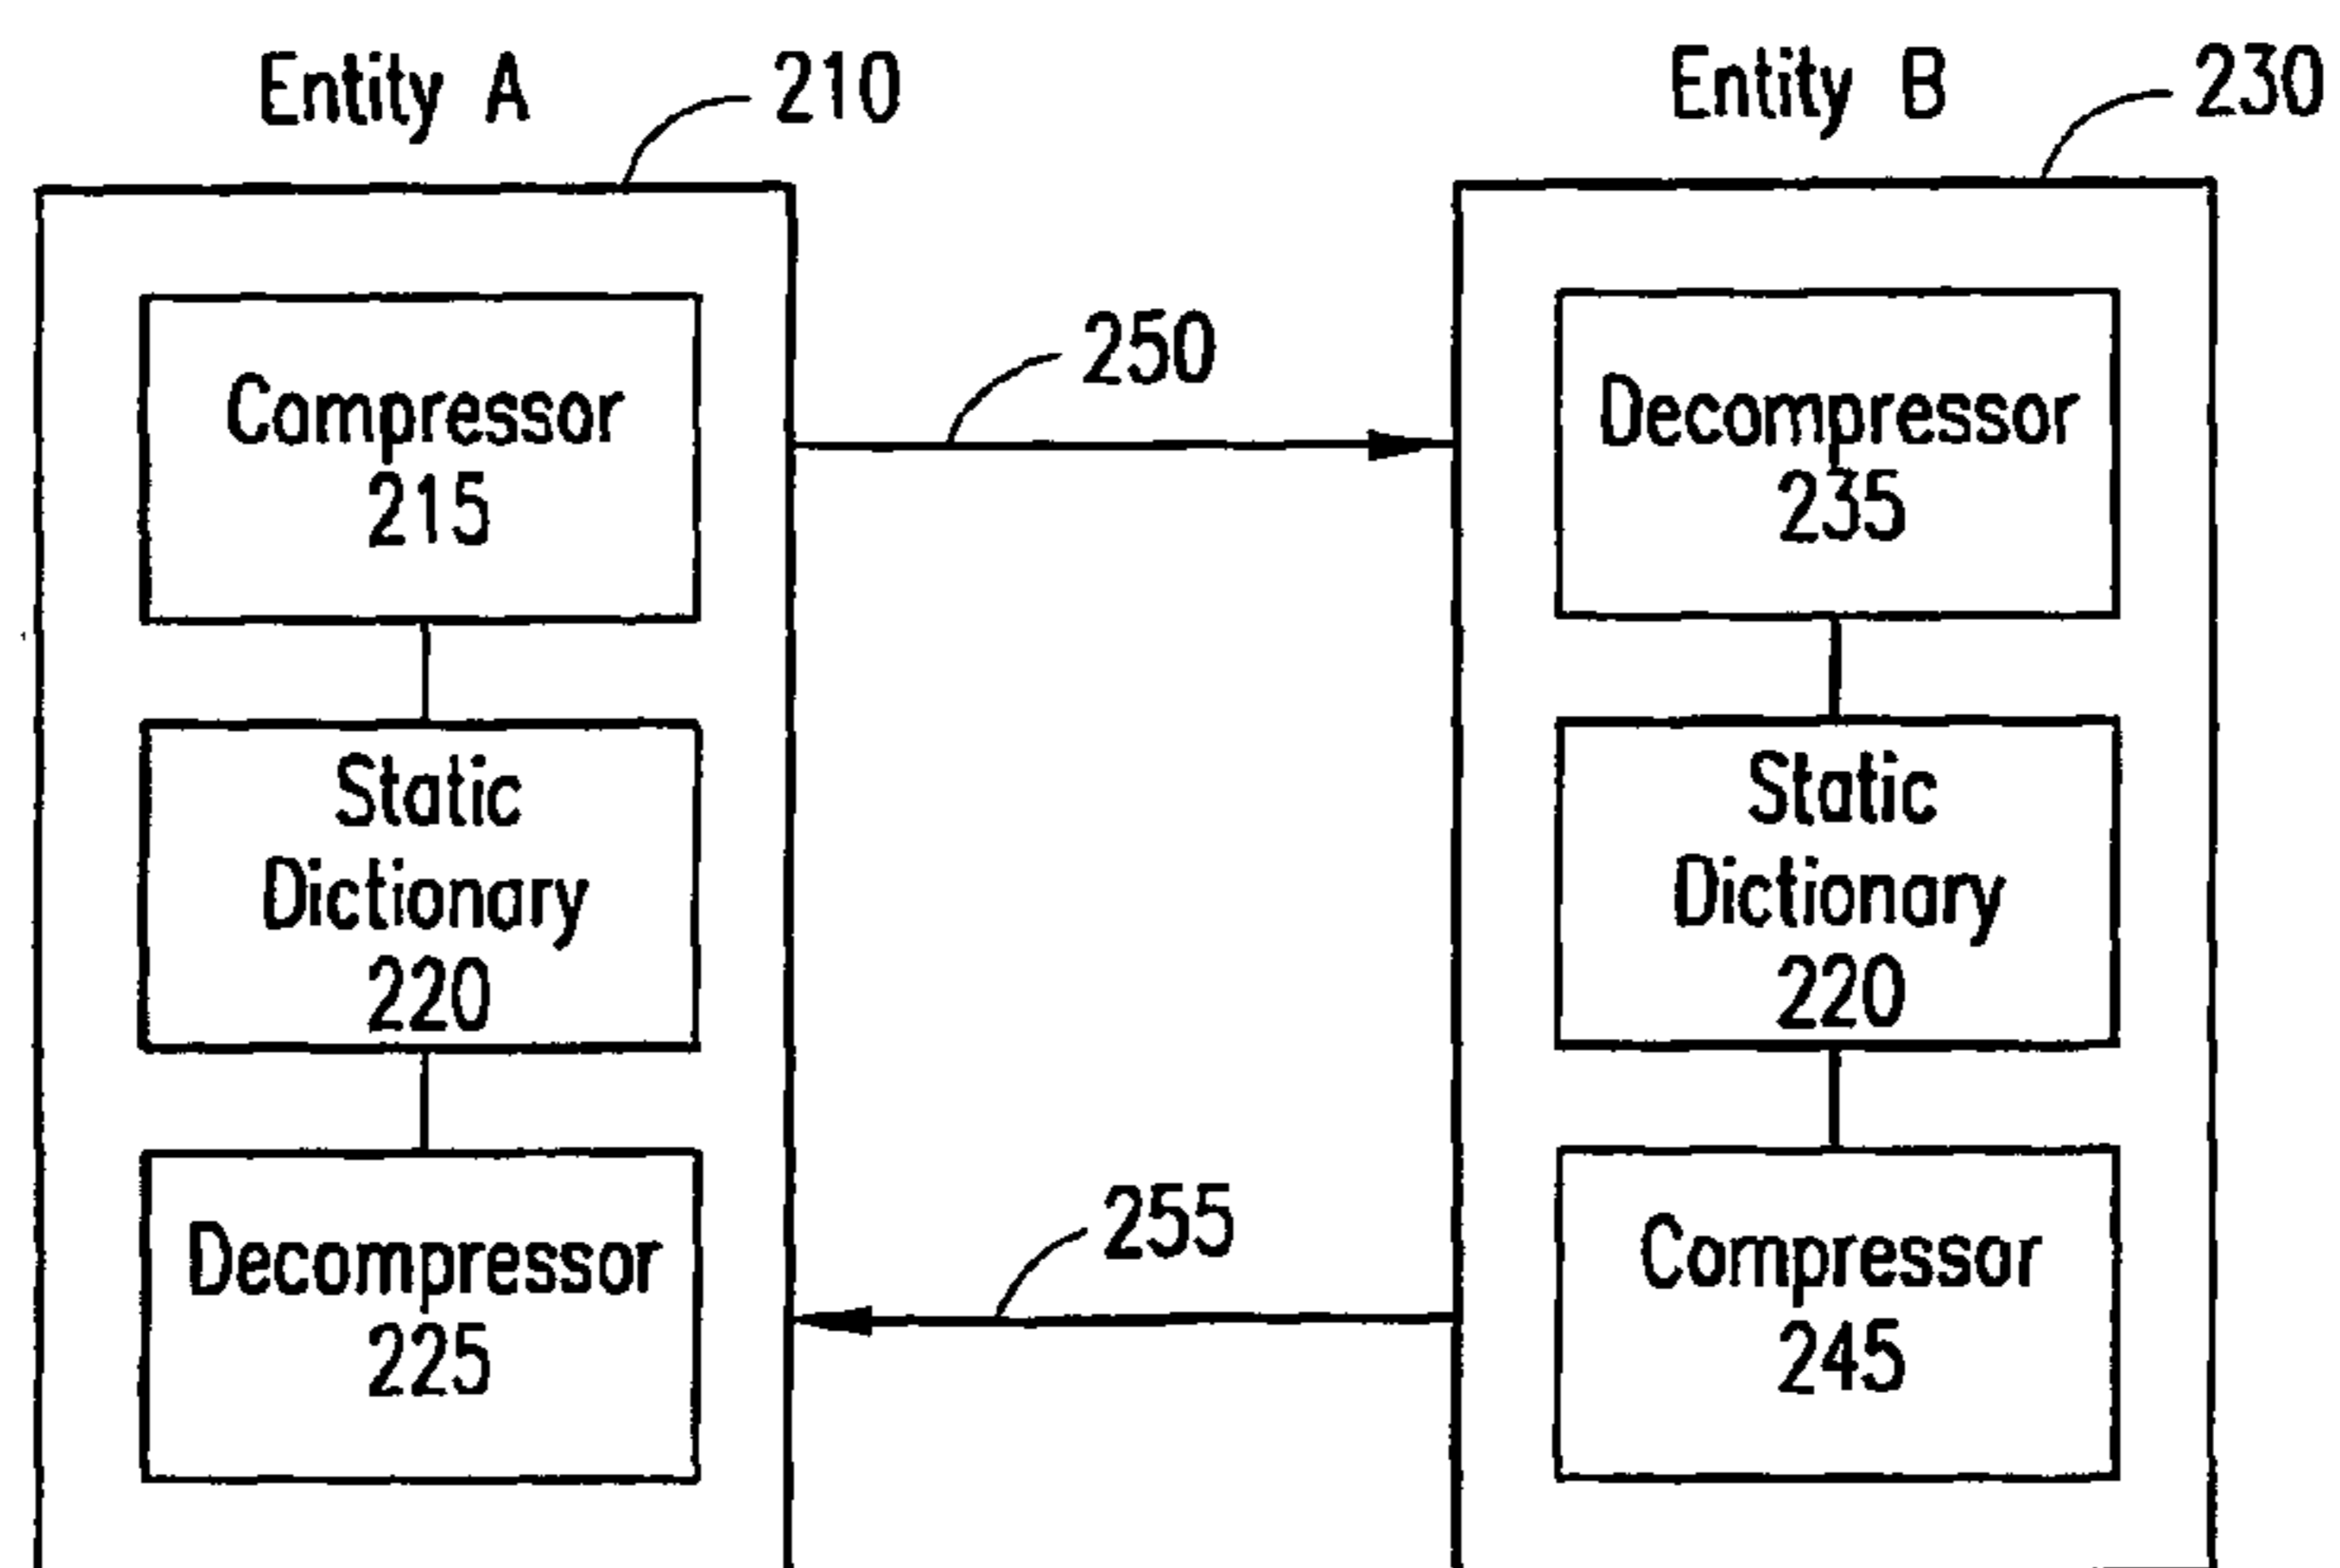 Entity A
210
Entity B
230
Compressor
215
250
Decompressor
235
Static
Dictionary
220
Static
Dictionary
220
Decompressor
225
255
Compressor
245